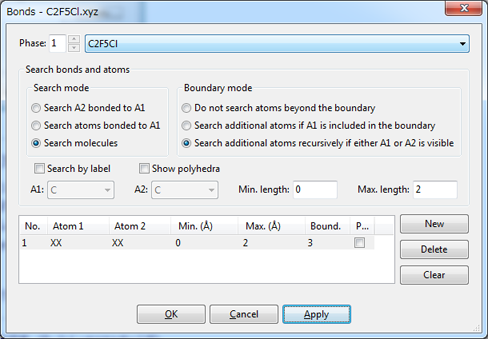 Bonds - C2F5Cl.xyz
Phase: 1 C2F5Cl
Search bonds and atoms
Search mode
Boundary mode
Search A2 bonded to A1
Do not search atoms beyond the boundary
Search atoms bonded to A1
Search additional atoms if A1 is included in the boundary
Search molecules
Search additional atoms recursively if either A1 or A2 is visible
Search by label
Show polyhedra
A1: C A2: C Min. length: 0 Max. length: 2
No. Atom 1 Atom 2 Min. (Å) Max. (Å) Bound. P...
1 XX XX 0 2 3
New
Delete
Clear
OK Cancel Apply